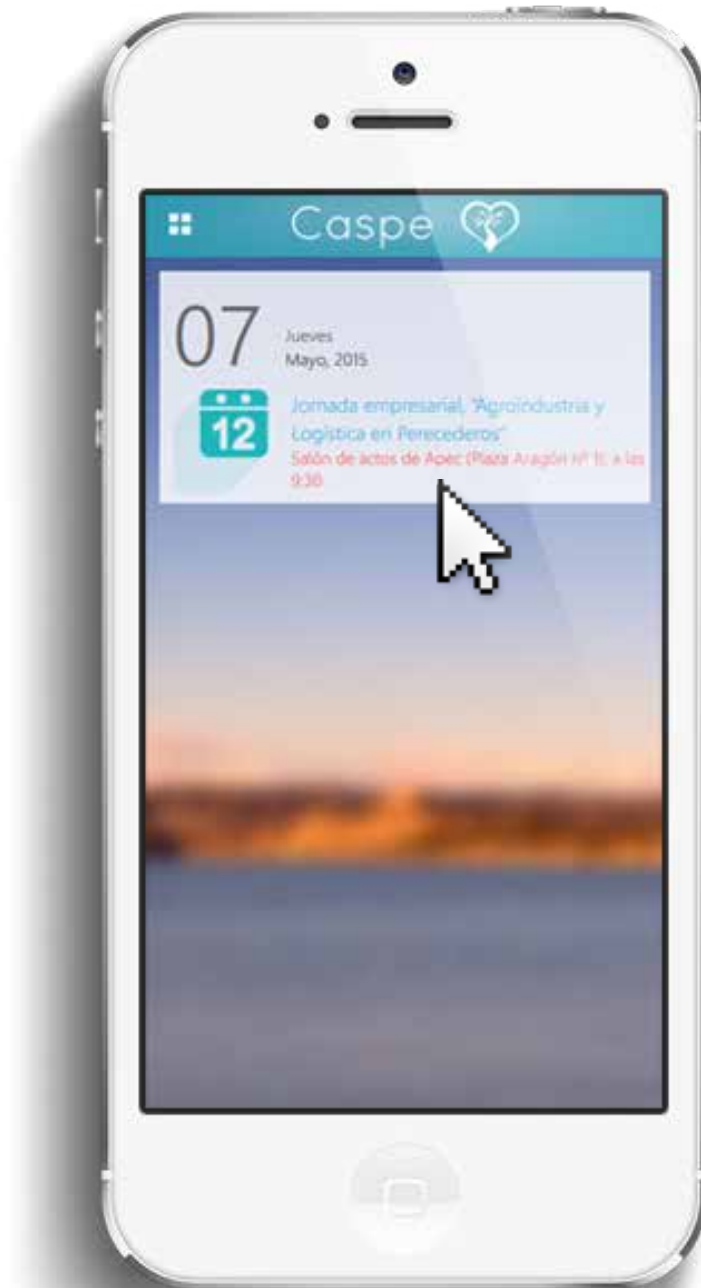 Caspe
07
Jueves
Mayo, 2015
12
Jornada empresarial, "Agroindustria y
Logística en Perecederos"
Salón de actos de Apec (Plaza Aragón nº 1), a las
9:30